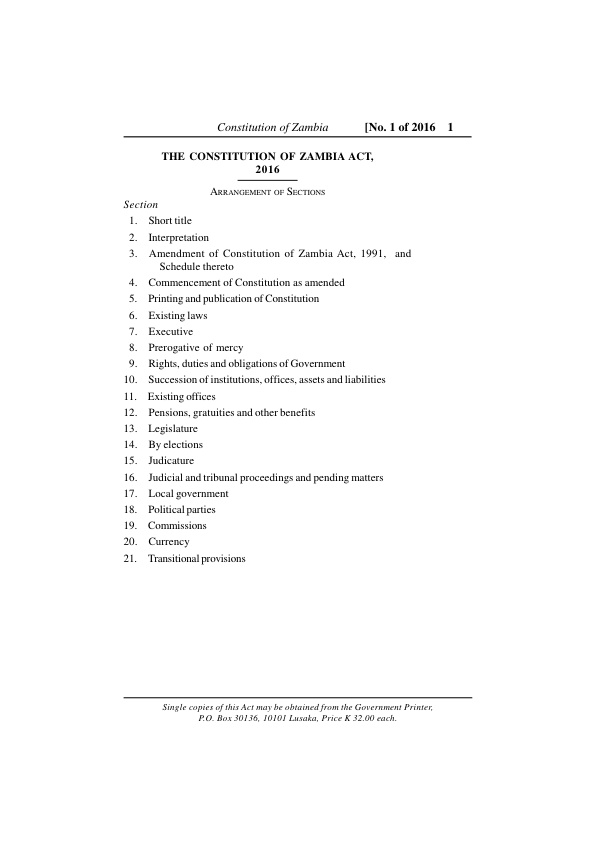 Constitution of Zambia [No. 1 of 2016 1
THE CONSTITUTION OF ZAMBIA ACT,
2016
ARRANGEMENT OF SECTIONS
Section
1. Short title
2. Interpretation
3. Amendment of Constitution of Zambia Act, 1991, and
Schedule thereto
4. Commencement of Constitution as amended
5. Printing and publication of Constitution
6. Existing laws
7. Executive
8. Prerogative of mercy
9. Rights, duties and obligations of Government
10. Succession of institutions, offices, assets and liabilities
11. Existing offices
12. Pensions, gratuities and other benefits
13. Legislature
14. By elections
15. Judicature
16. Judicial and tribunal proceedings and pending matters
17. Local government
18. Political parties
19. Commissions
20. Currency
21. Transitional provisions
Single copies of this Act may be obtained from the Government Printer,
P.O. Box 30136, 10101 Lusaka, Price K 32.00 each.